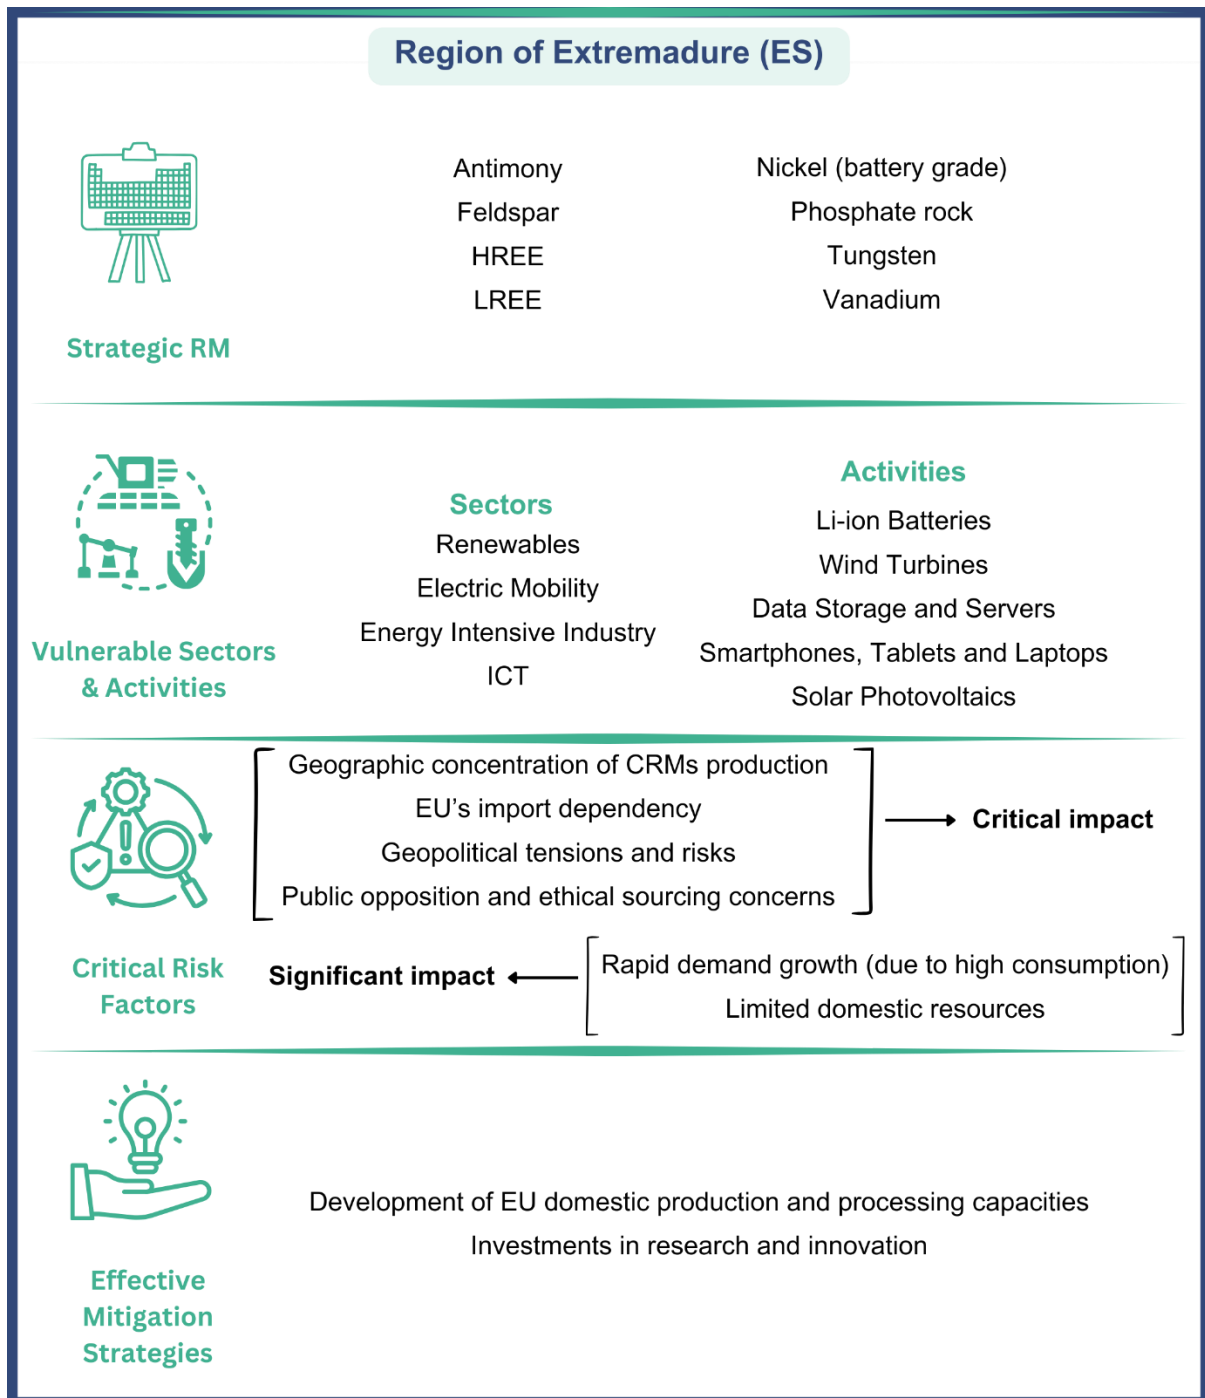 Region of Extremadure (ES)
Antimony
Feldspar
HREE
LREE
Nickel (battery grade)
Phosphate rock
Tungsten
Vanadium
Strategic RM
Sectors
Renewables
Electric Mobility
Energy Intensive Industry
ICT
Activities
Li-ion Batteries
Wind Turbines
Data Storage and Servers
Smartphones, Tablets and Laptops
Solar Photovoltaics
Vulnerable Sectors
& Activities
Geographic concentration of CRMs production
EU’s import dependency
Geopolitical tensions and risks
Public opposition and ethical sourcing concerns
Critical impact
Critical Risk
Factors
Significant impact
Rapid demand growth (due to high consumption)
Limited domestic resources
Development of EU domestic production and processing capacities
Investments in research and innovation
Effective
Mitigation
Strategies